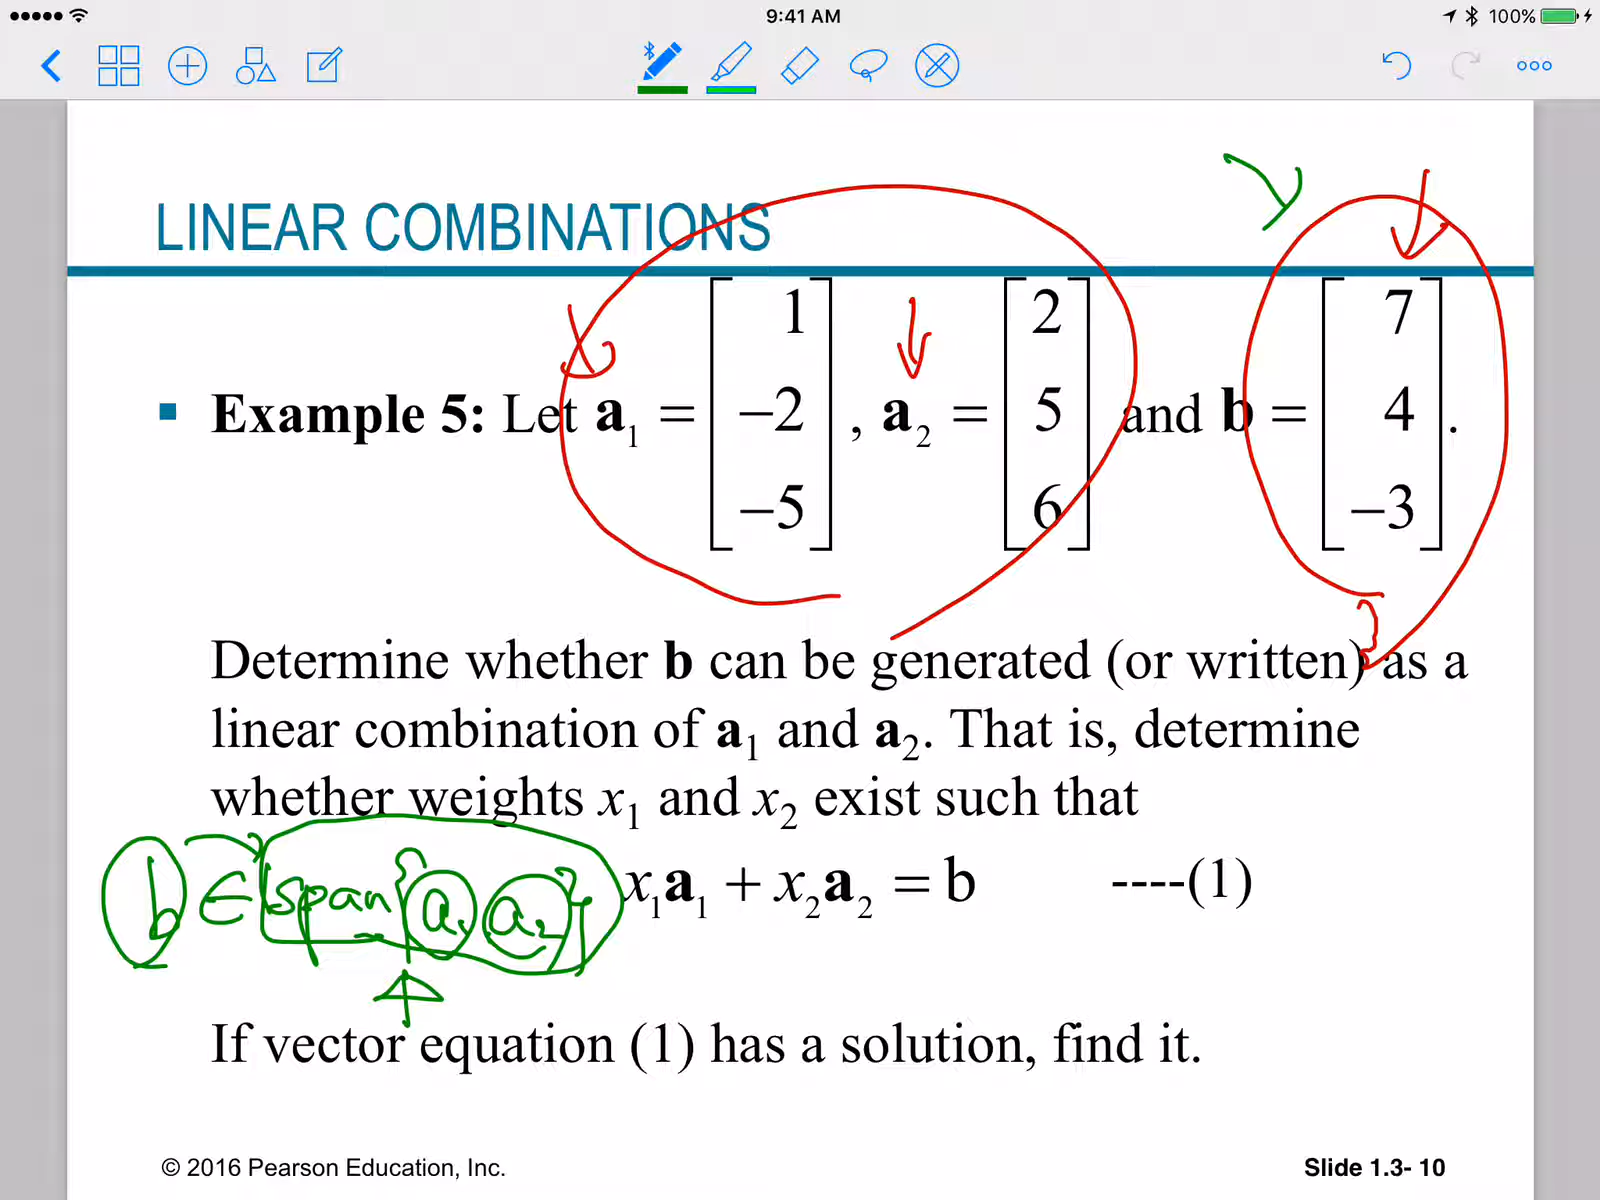 9:41 AM 100%
LINEAR COMBINATIONS
Example 5: Let a₁ = [1 −2 −5], a₂ = [2 5 6] and b = [7 4 −3].
Determine whether b can be generated (or written) as a
linear combination of a₁ and a₂. That is, determine
whether weights x₁ and x₂ exist such that
b ∈ span{a₁ a₂} x₁a₁ + x₂a₂ = b ----(1)
If vector equation (1) has a solution, find it.
© 2016 Pearson Education, Inc. Slide 1.3- 10